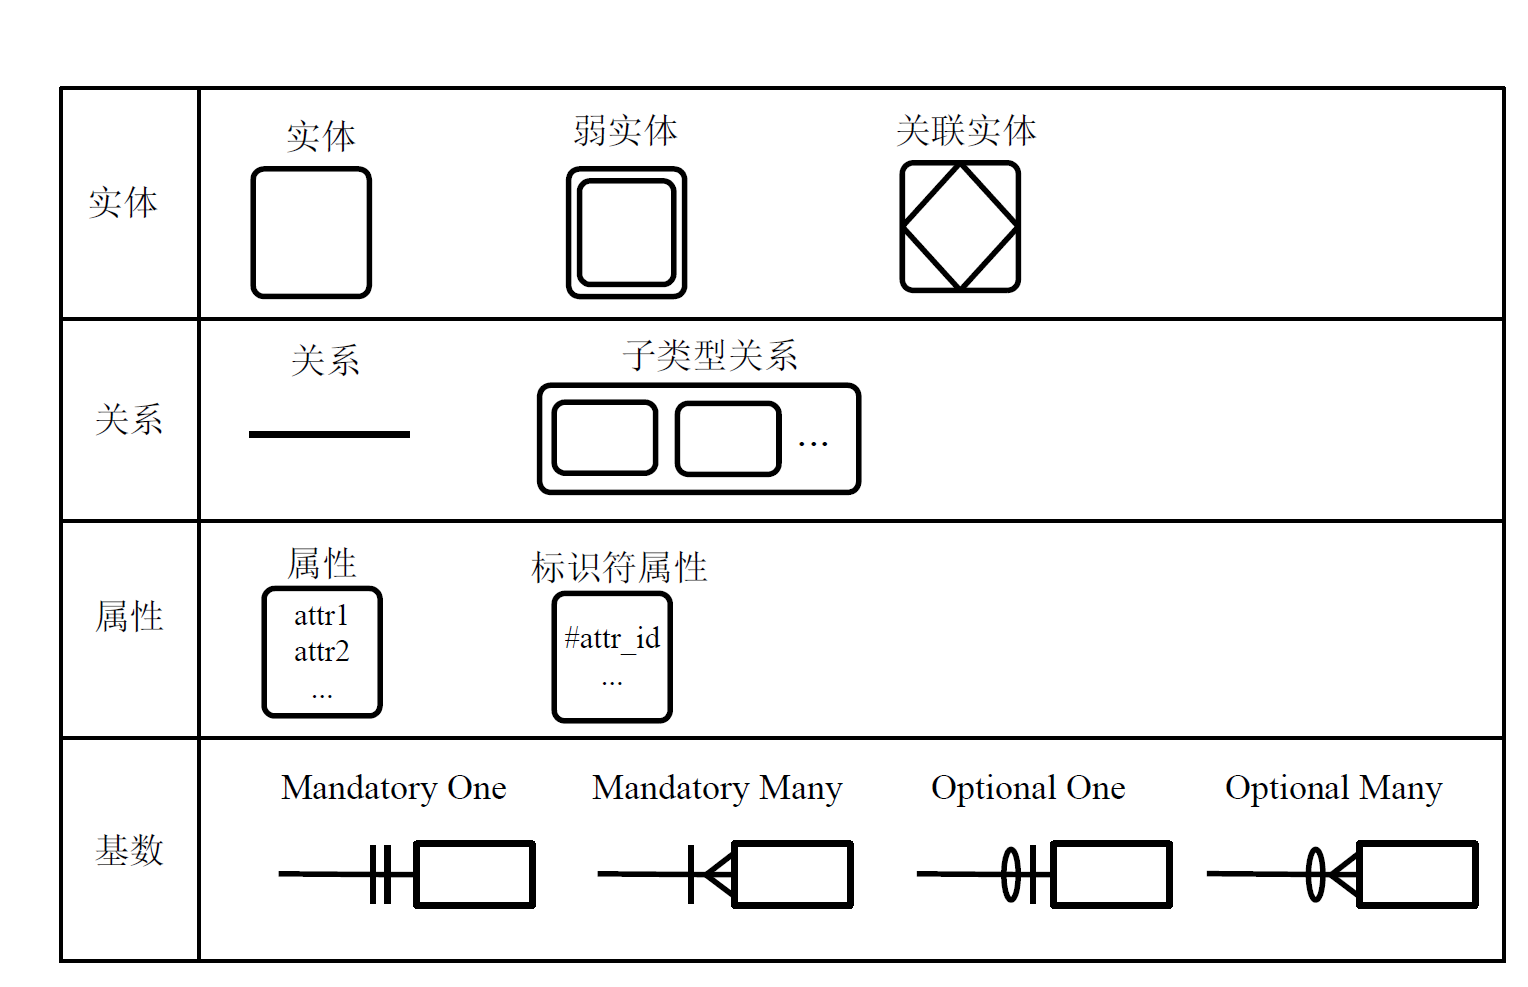 实体
实体
弱实体
关联实体
关系
关系
子类型关系
...
属性
属性
attr1
attr2
...
标识符属性
#attr_id
...
基数
Mandatory One
Mandatory Many
Optional One
Optional Many